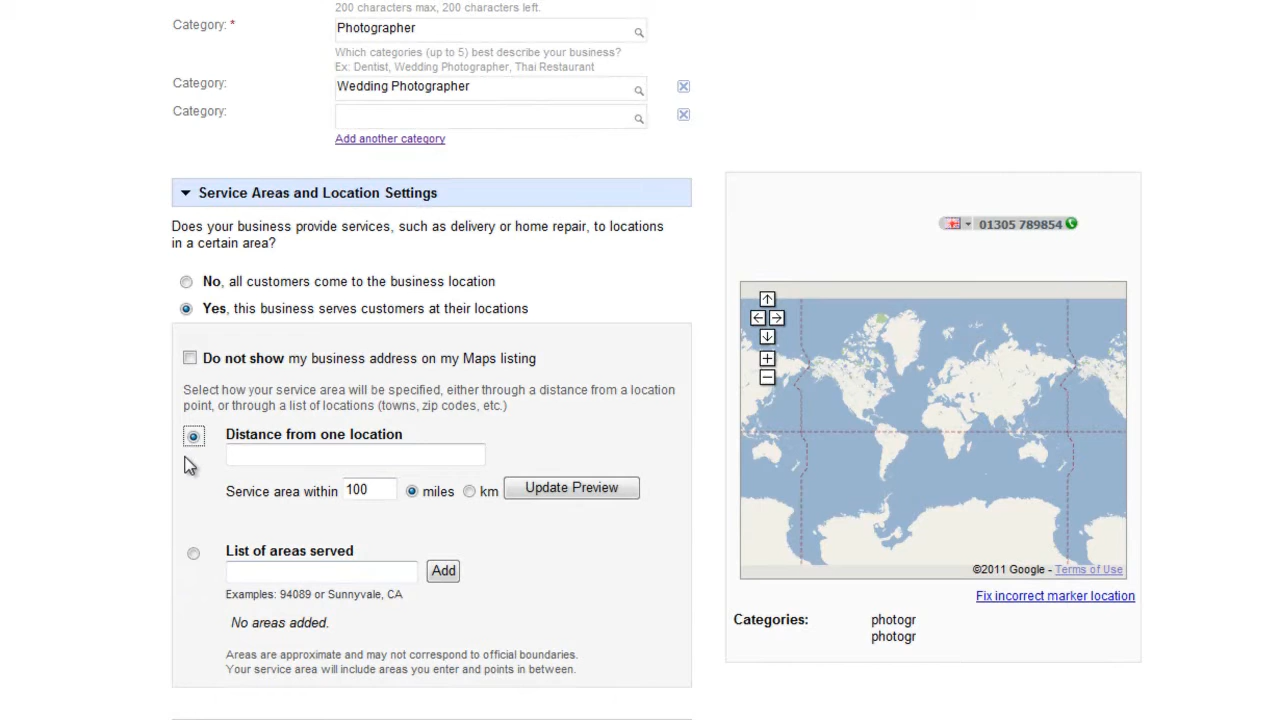 200 characters max, 200 characters left.
Category: * Photographer
Which categories (up to 5) best describe your business?
Ex: Dentist, Wedding Photographer, Thai Restaurant
Category: Wedding Photographer
Category:
Add another category
Service Areas and Location Settings
Does your business provide services, such as delivery or home repair, to locations
in a certain area?
No, all customers come to the business location
Yes, this business serves customers at their locations
Do not show my business address on my Maps listing
Select how your service area will be specified, either through a distance from a location
point, or through a list of locations (towns, zip codes, etc.)
Distance from one location
Service area within 100 miles km Update Preview
List of areas served
Add
Examples: 94089 or Sunnyvale, CA
No areas added.
Areas are approximate and may not correspond to official boundaries.
Your service area will include areas you enter and points in between.
01305 789854
©2011 Google - Terms of Use
Fix incorrect marker location
Categories: photogr
photogr